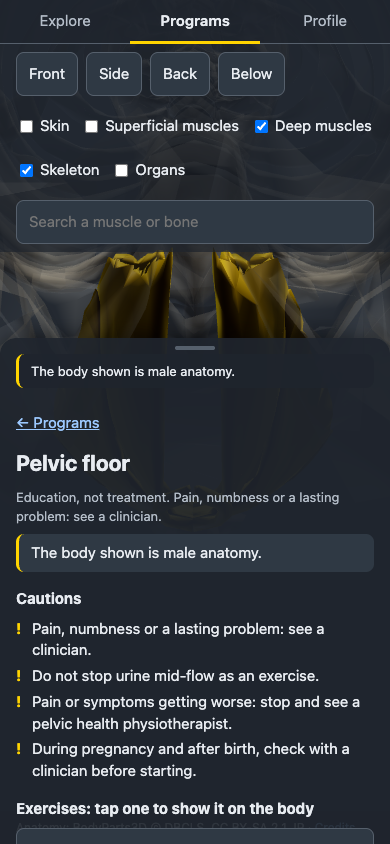 Explore Programs Profile
Front Side Back Below
Skin Superficial muscles Deep muscles
Skeleton Organs
Search a muscle or bone
The body shown is male anatomy.
← Programs
Pelvic floor
Education, not treatment. Pain, numbness or a lasting
problem: see a clinician.
The body shown is male anatomy.
Cautions
! Pain, numbness or a lasting problem: see a
clinician.
! Do not stop urine mid-flow as an exercise.
! Pain or symptoms getting worse: stop and see a
pelvic health physiotherapist.
! During pregnancy and after birth, check with a
clinician before starting.
Exercises: tap one to show it on the body